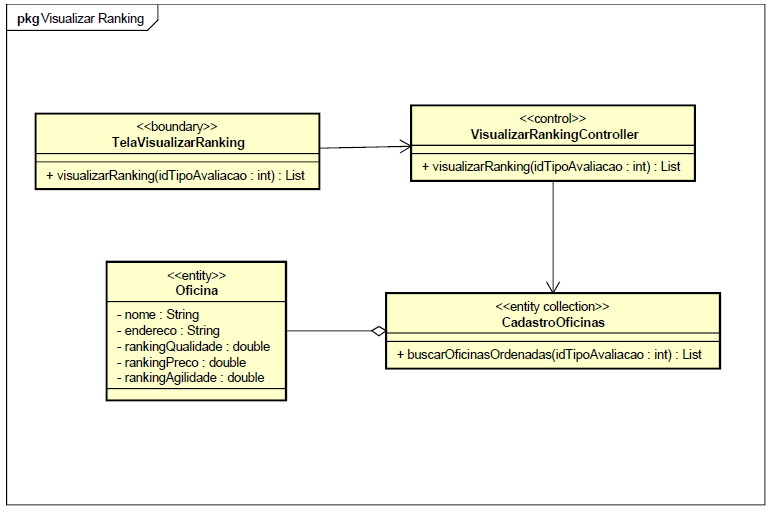 pkg Visualizar Ranking
<<boundary>>
TelaVisualizarRanking
+ visualizarRanking(idTipoAvaliacao : int) : List
<<control>>
VisualizarRankingController
+ visualizarRanking(idTipoAvaliacao : int) : List
<<entity>>
Oficina
- nome : String
- endereco : String
- rankingQualidade : double
- rankingPreco : double
- rankingAgilidade : double
<<entity collection>>
CadastroOficinas
+ buscarOficinasOrdenadas(idTipoAvaliacao : int) : List